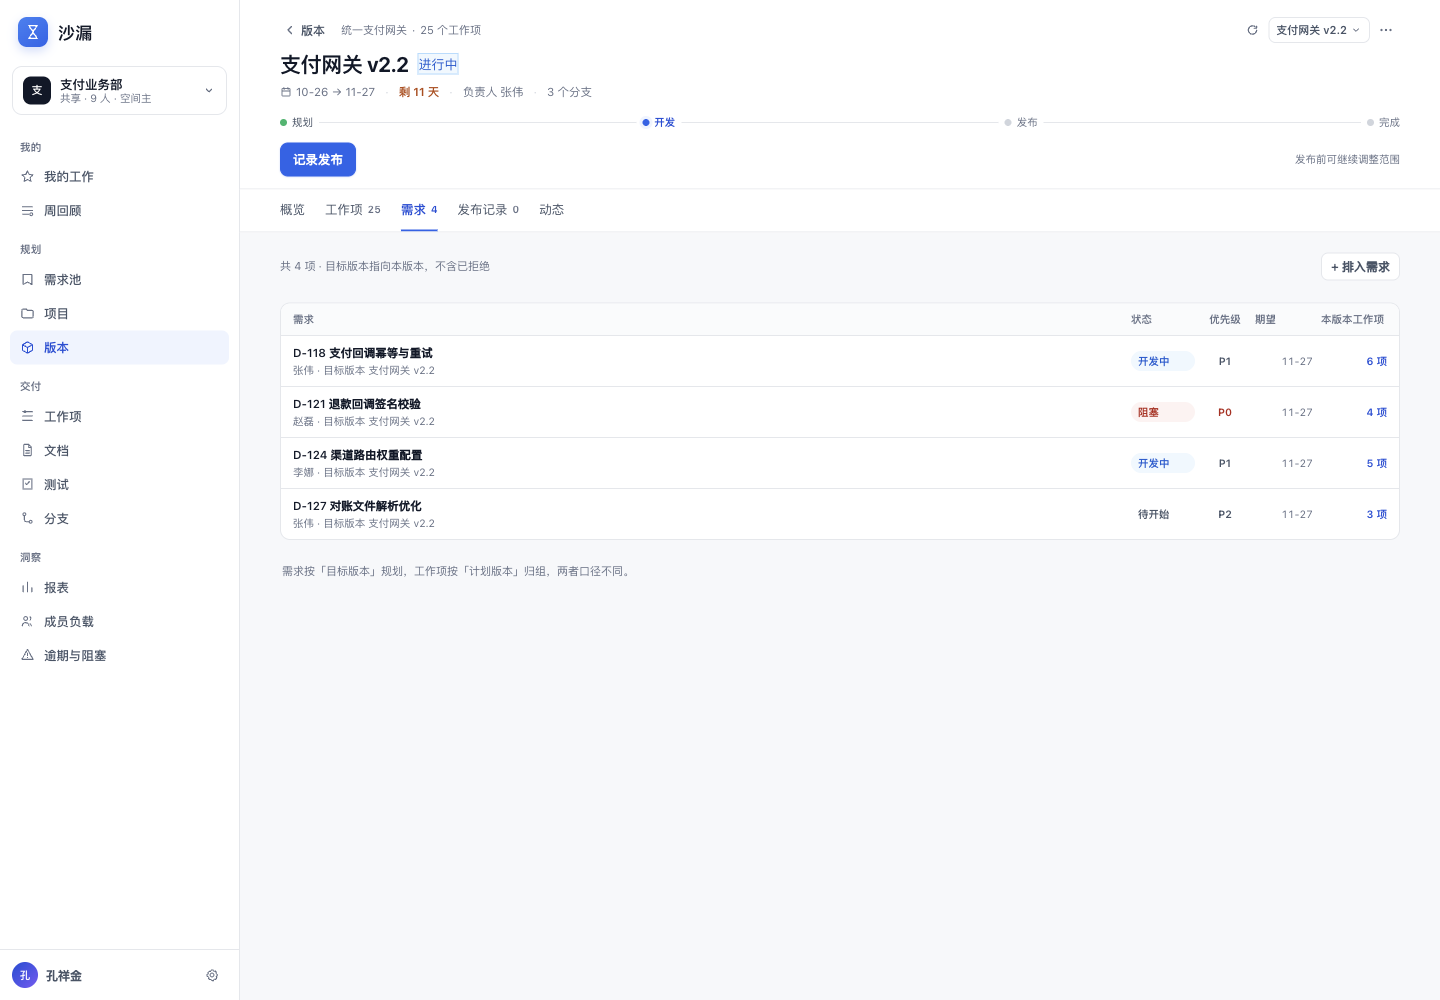 沙漏
支
支付业务部
共享 · 9 人 · 空间主
我的
我的工作
周回顾
规划
需求池
项目
版本
交付
工作项
文档
测试
分支
洞察
报表
成员负载
逾期与阻塞
孔
孔祥金
版本 统一支付网关 · 25 个工作项
支付网关 v2.2
支付网关 v2.2 进行中
10-26 → 11-27 · 剩 11 天 · 负责人 张伟 · 3 个分支
规划 开发 发布 完成
记录发布
发布前可继续调整范围
概览 工作项 25 需求 4 发布记录 0 动态
共 4 项 · 目标版本指向本版本，不含已拒绝
+ 排入需求
需求 状态 优先级 期望 本版本工作项
D-118 支付回调幂等与重试
张伟 · 目标版本 支付网关 v2.2
开发中 P1 11-27 6 项
D-121 退款回调签名校验
赵磊 · 目标版本 支付网关 v2.2
阻塞 P0 11-27 4 项
D-124 渠道路由权重配置
李娜 · 目标版本 支付网关 v2.2
开发中 P1 11-27 5 项
D-127 对账文件解析优化
张伟 · 目标版本 支付网关 v2.2
待开始 P2 11-27 3 项
需求按「目标版本」规划，工作项按「计划版本」归组，两者口径不同。